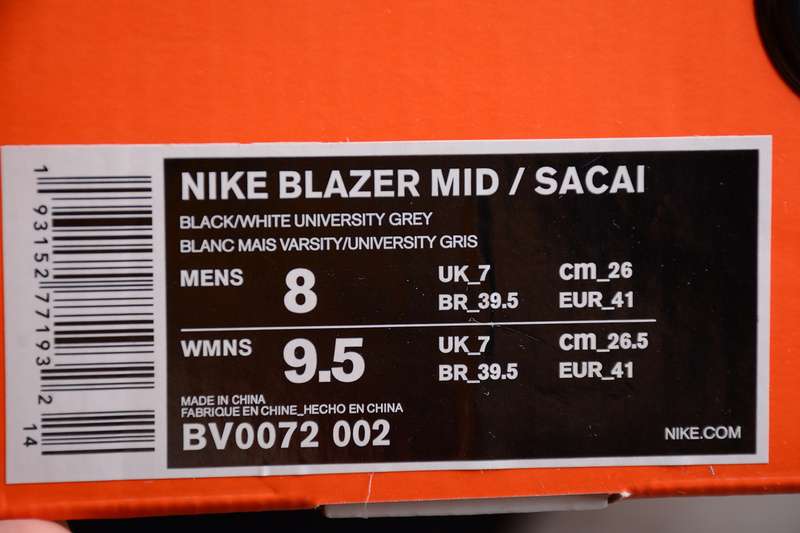 NIKE BLAZER MID / SACAI
BLACK/WHITE UNIVERSITY GREY
BLANC MAIS VARSITY/UNIVERSITY GRIS
MENS 8 UK_7 cm_26
BR_39.5 EUR_41
WMNS 9.5 UK_7 cm_26.5
BR_39.5 EUR_41
MADE IN CHINA
FABRIQUE EN CHINE_HECHO EN CHINA
BV0072 002
NIKE.COM
1 93152 77193 2 14